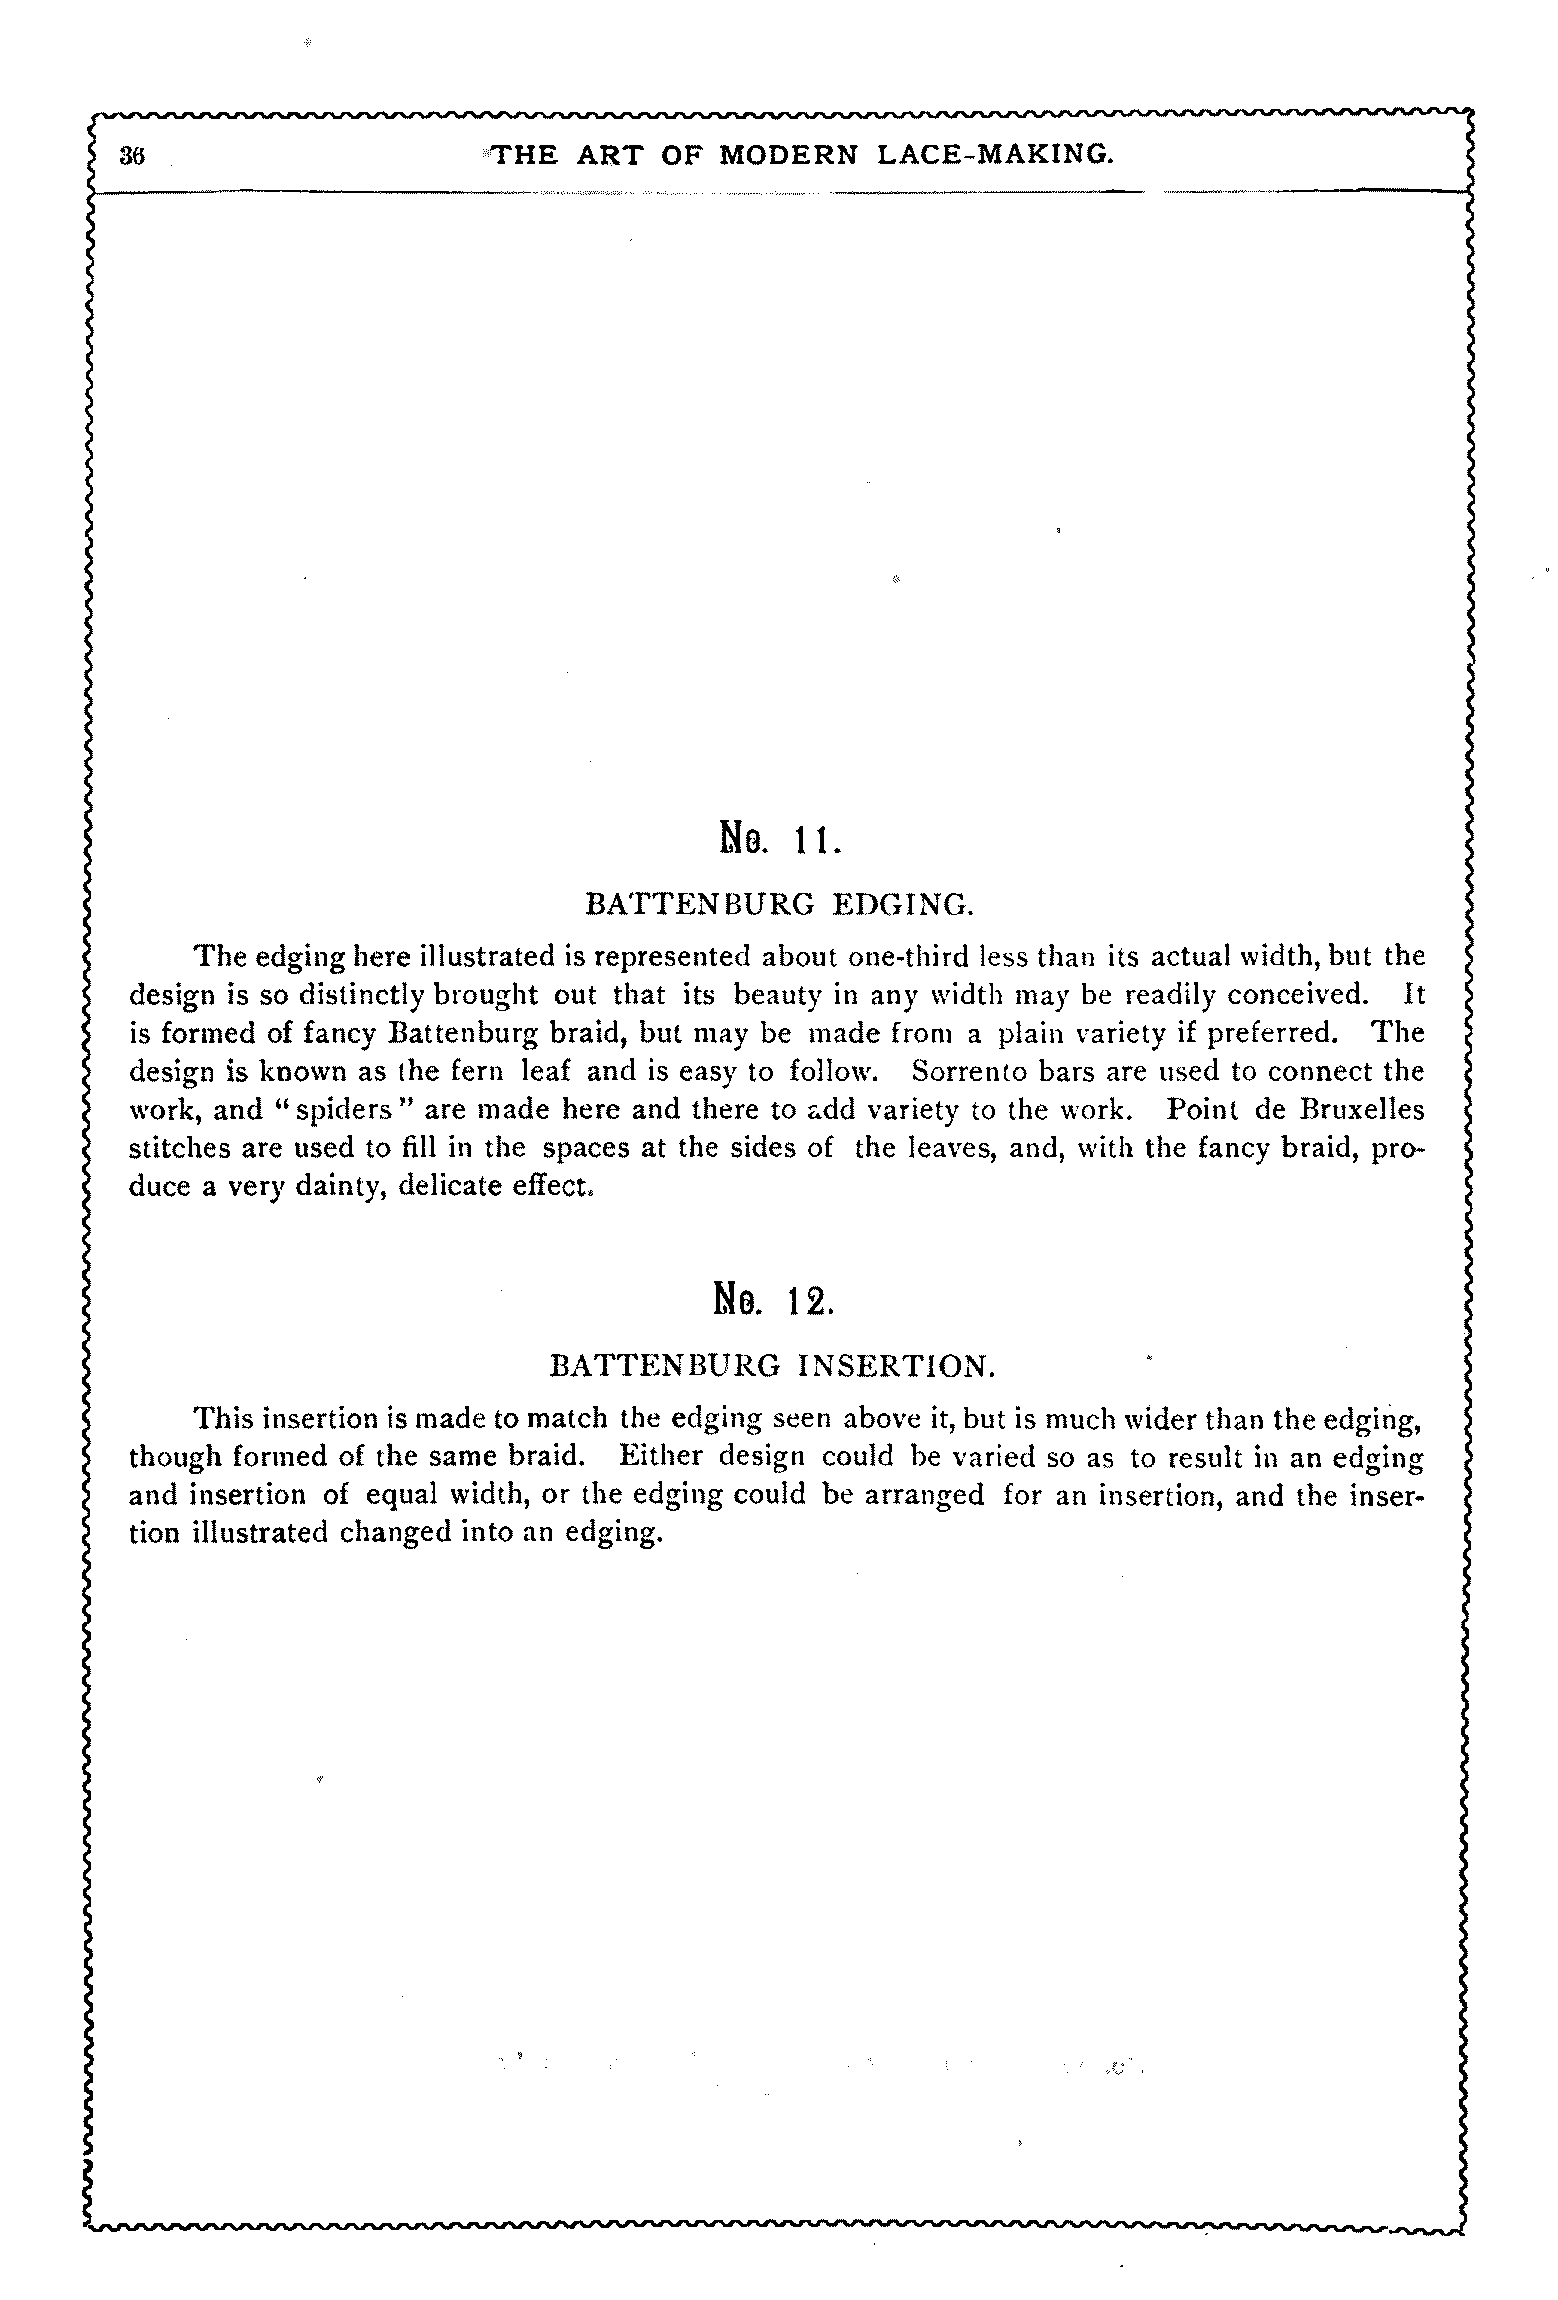 36
THE ART OF MODERN LACE-MAKING.
No. 11.
BATTENBURG EDGING.
The edging here illustrated is represented about one-third less than its actual width, but the
design is so distinctly brought out that its beauty in any width may be readily conceived. It
is formed of fancy Battenburg braid, but may be made from a plain variety if preferred. The
design is known as the fern leaf and is easy to follow. Sorrento bars are used to connect the
work, and “spiders” are made here and there to add variety to the work. Point de Bruxelles
stitches are used to fill in the spaces at the sides of the leaves, and, with the fancy braid, pro-
duce a very dainty, delicate effect.
No. 12.
BATTENBURG INSERTION.
This insertion is made to match the edging seen above it, but is much wider than the edging,
though formed of the same braid. Either design could be varied so as to result in an edging
and insertion of equal width, or the edging could be arranged for an insertion, and the inser-
tion illustrated changed into an edging.